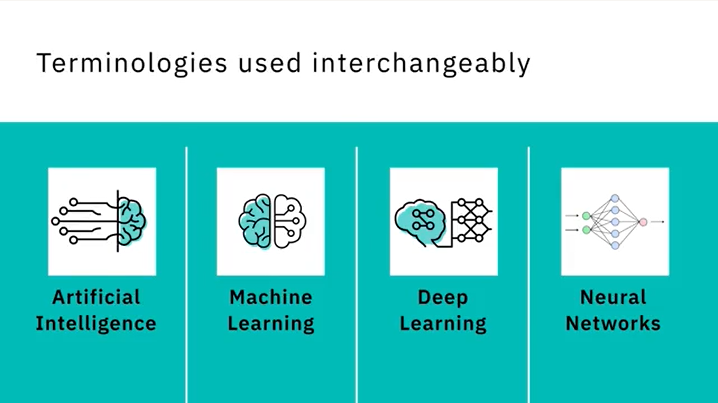 Terminologies used interchangeably
Artificial
Intelligence
Machine
Learning
Deep
Learning
Neural
Networks